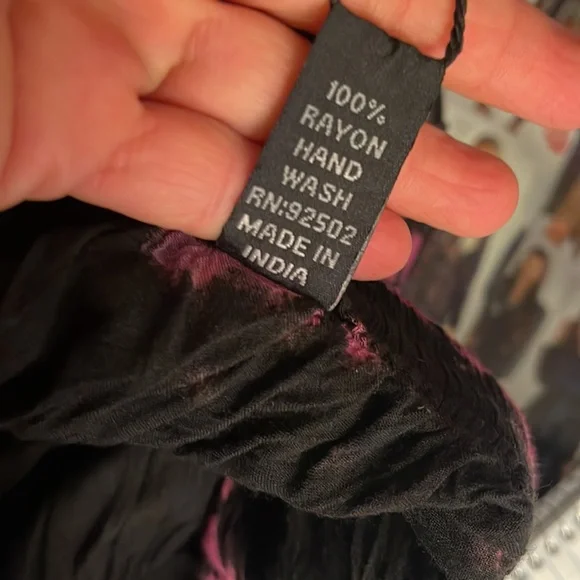 100%
RAYON
HAND
WASH
RN:92502
MADE IN
INDIA